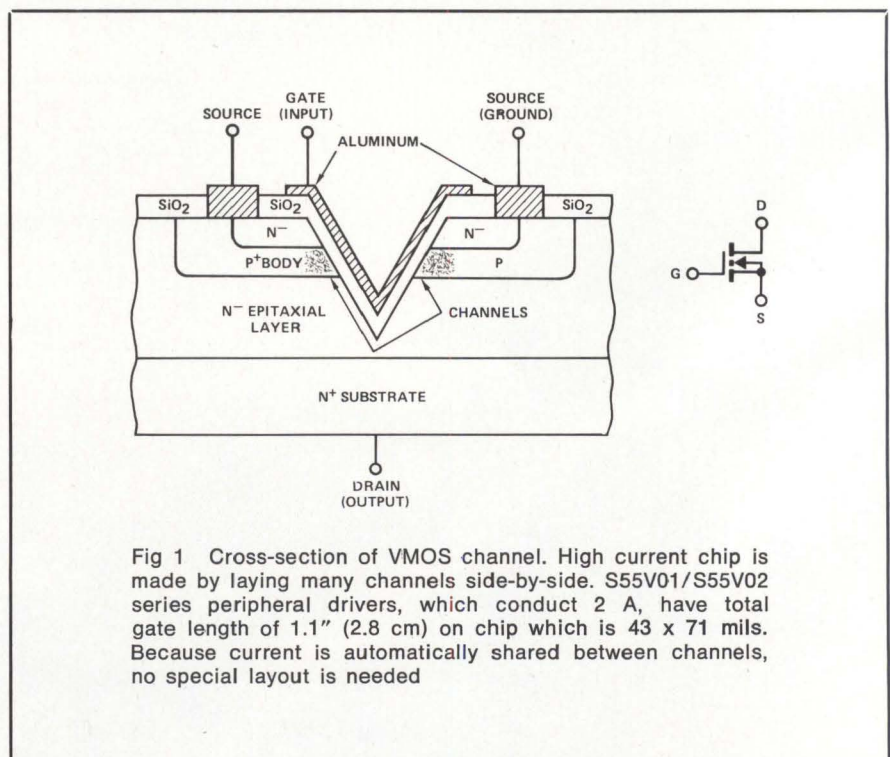 GATE
(INPUT)
SOURCE
SOURCE
(GROUND)
ALUMINUM
SiO2
SiO2
SiO2
N−
N−
P+ BODY
P
N− EPITAXIAL
LAYER
CHANNELS
N+ SUBSTRATE
DRAIN
(OUTPUT)
D
G
S
Fig 1 Cross-section of VMOS channel. High current chip is
made by laying many channels side-by-side. S55V01/S55V02
series peripheral drivers, which conduct 2 A, have total
gate length of 1.1″ (2.8 cm) on chip which is 43 x 71 mils.
Because current is automatically shared between channels,
no special layout is needed